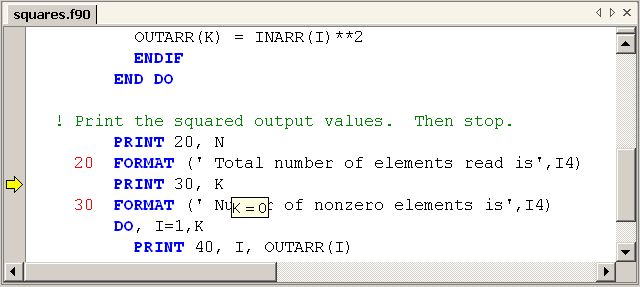 squares.f90
OUTARR(K) = INARR(I)**2
ENDIF
END DO
! Print the squared output values.  Then stop.
PRINT 20, N
20 FORMAT (' Total number of elements read is',I4)
PRINT 30, K
30 FORMAT (' Nu K = 0 r of nonzero elements is',I4)
DO, I=1,K
PRINT 40, I, OUTARR(I)